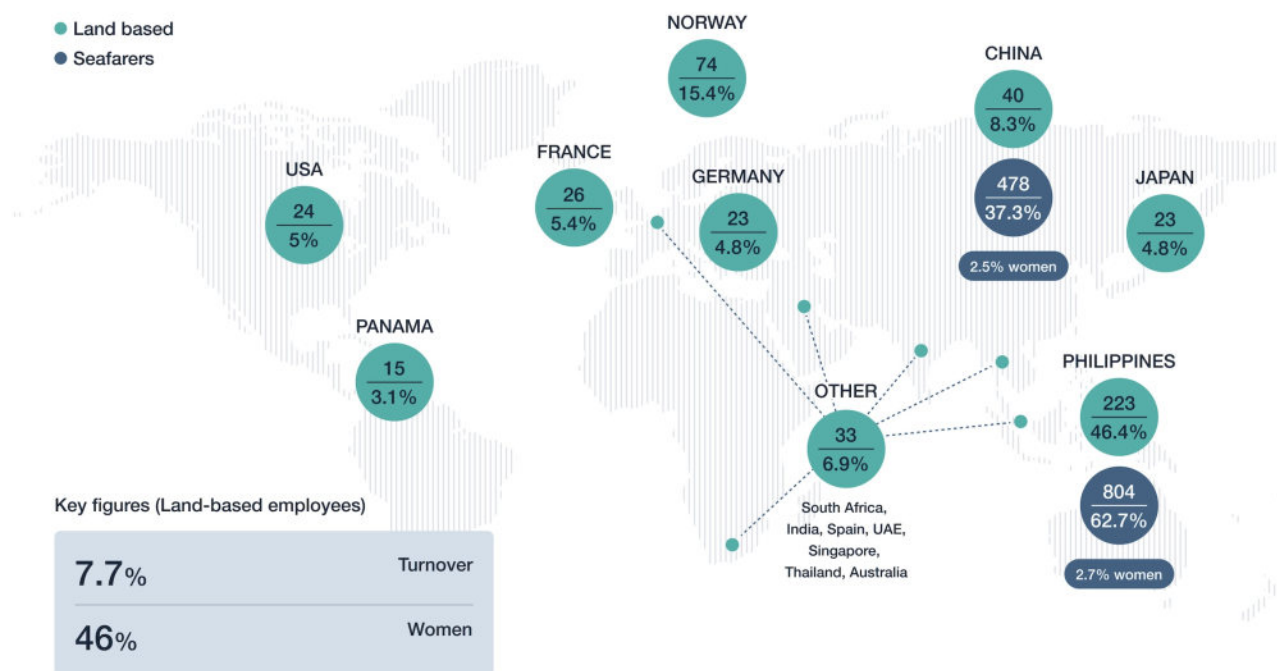 Land based
Seafarers
NORWAY
74
15.4%
CHINA
40
8.3%
478
37.3%
2.5% women
USA
24
5%
FRANCE
26
5.4%
GERMANY
23
4.8%
JAPAN
23
4.8%
PANAMA
15
3.1%
OTHER
33
6.9%
South Africa,
India, Spain, UAE,
Singapore,
Thailand, Australia
PHILIPPINES
223
46.4%
804
62.7%
2.7% women
Key figures (Land-based employees)
7.7% Turnover
46% Women